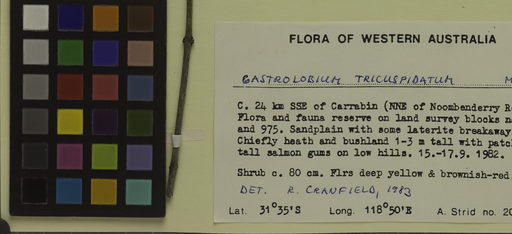 FLORA OF WESTERN AUSTRALIA
GASTROLOBIUM TRICUSPIDATUM M
C. 24 km SSE of Carrabin (NNE of Noombenderry R
Flora and fauna reserve on land survey blocks n
and 975. Sandplain with some laterite breakaway
Chiefly heath and bushland 1-3 m tall with patc
tall salmon gums on low hills. 15.-17.9. 1982.
Shrub c. 80 cm. Flrs deep yellow & brownish-red
DET. R. CRANFIELD, 1983
Lat. 31°35'S Long. 118°50'E A. Strid no. 20